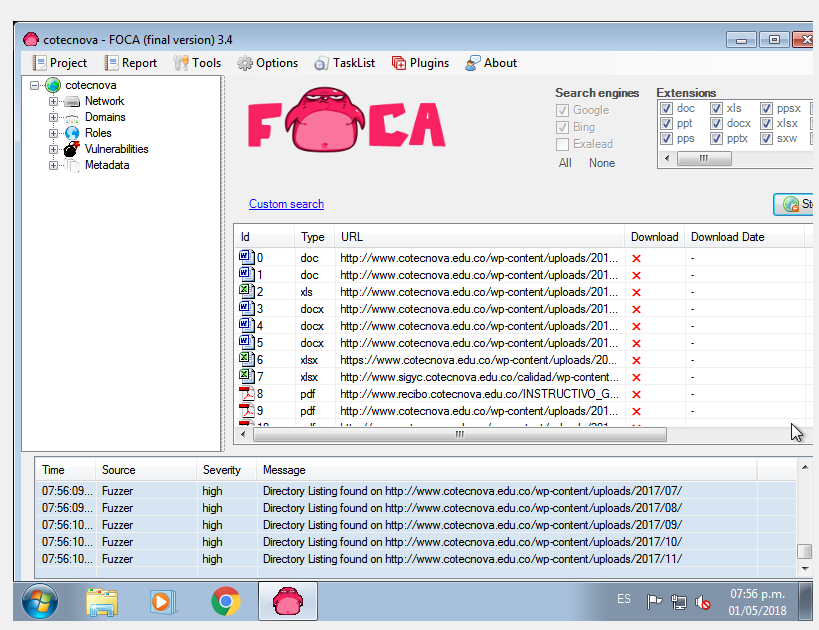 cotecnova - FOCA (final version) 3.4
Project Report Tools Options TaskList Plugins About
cotecnova
Network
Domains
Roles
Vulnerabilities
Metadata
FOCA
Search engines
Google
Bing
Exalead
All None
Extensions
doc xls ppsx
ppt docx xlsx
pps pptx sxw
Custom search
Id Type URL Download Download Date
0 doc http://www.cotecnova.edu.co/wp-content/uploads/201... -
1 doc http://www.cotecnova.edu.co/wp-content/uploads/201... -
2 xls http://www.cotecnova.edu.co/wp-content/uploads/201... -
3 docx http://www.cotecnova.edu.co/wp-content/uploads/201... -
4 docx http://www.cotecnova.edu.co/wp-content/uploads/201... -
5 docx http://www.cotecnova.edu.co/wp-content/uploads/201... -
6 xlsx https://www.cotecnova.edu.co/wp-content/uploads/20... -
7 xlsx http://www.sigyc.cotecnova.edu.co/calidad/wp-content... -
8 pdf http://www.recibo.cotecnova.edu.co/INSTRUCTIVO_G... -
9 pdf http://www.cotecnova.edu.co/wp-content/uploads/201... -
Time Source Severity Message
07:56:09... Fuzzer high Directory Listing found on http://www.cotecnova.edu.co/wp-content/uploads/2017/07/
07:56:09... Fuzzer high Directory Listing found on http://www.cotecnova.edu.co/wp-content/uploads/2017/08/
07:56:10... Fuzzer high Directory Listing found on http://www.cotecnova.edu.co/wp-content/uploads/2017/09/
07:56:10... Fuzzer high Directory Listing found on http://www.cotecnova.edu.co/wp-content/uploads/2017/10/
07:56:10... Fuzzer high Directory Listing found on http://www.cotecnova.edu.co/wp-content/uploads/2017/11/
ES
07:56 p.m.
01/05/2018